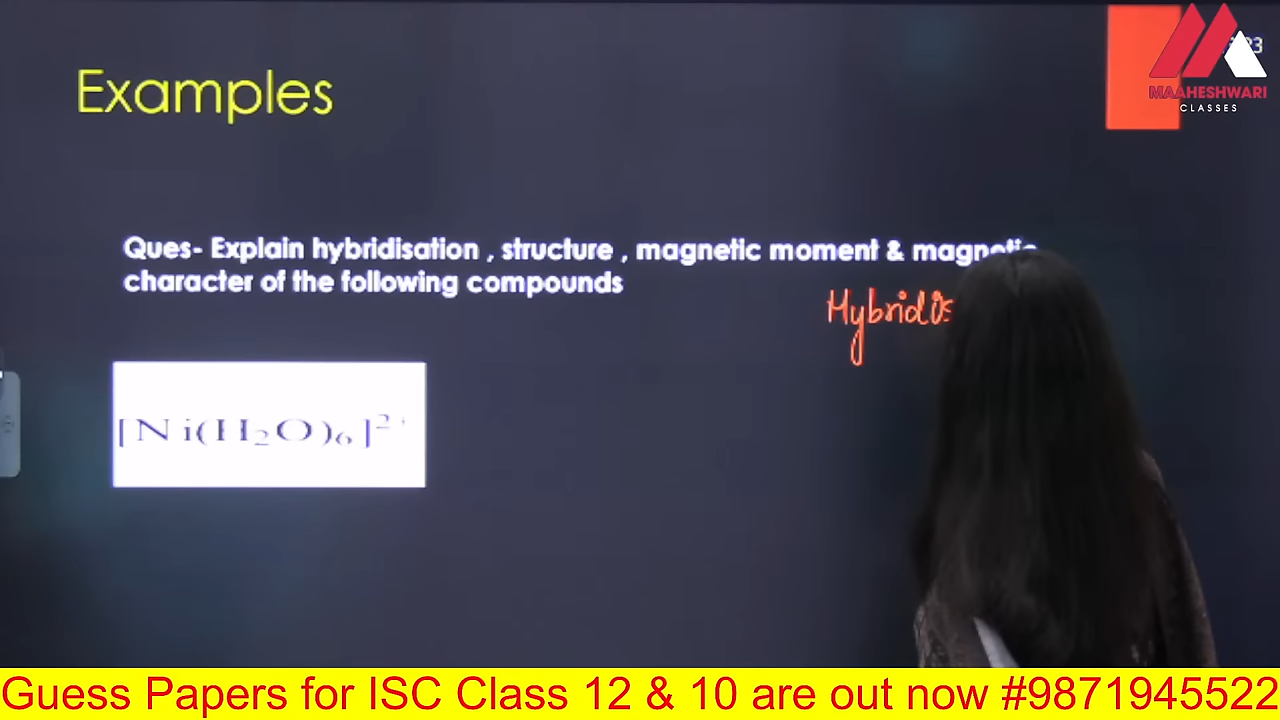 Examples
MAAHESHWARI
CLASSES
Ques- Explain hybridisation , structure , magnetic moment & magnetic
character of the following compounds
Hybridis
[Ni(H₂O)₆]²⁺
Guess Papers for ISC Class 12 & 10 are out now #9871945522